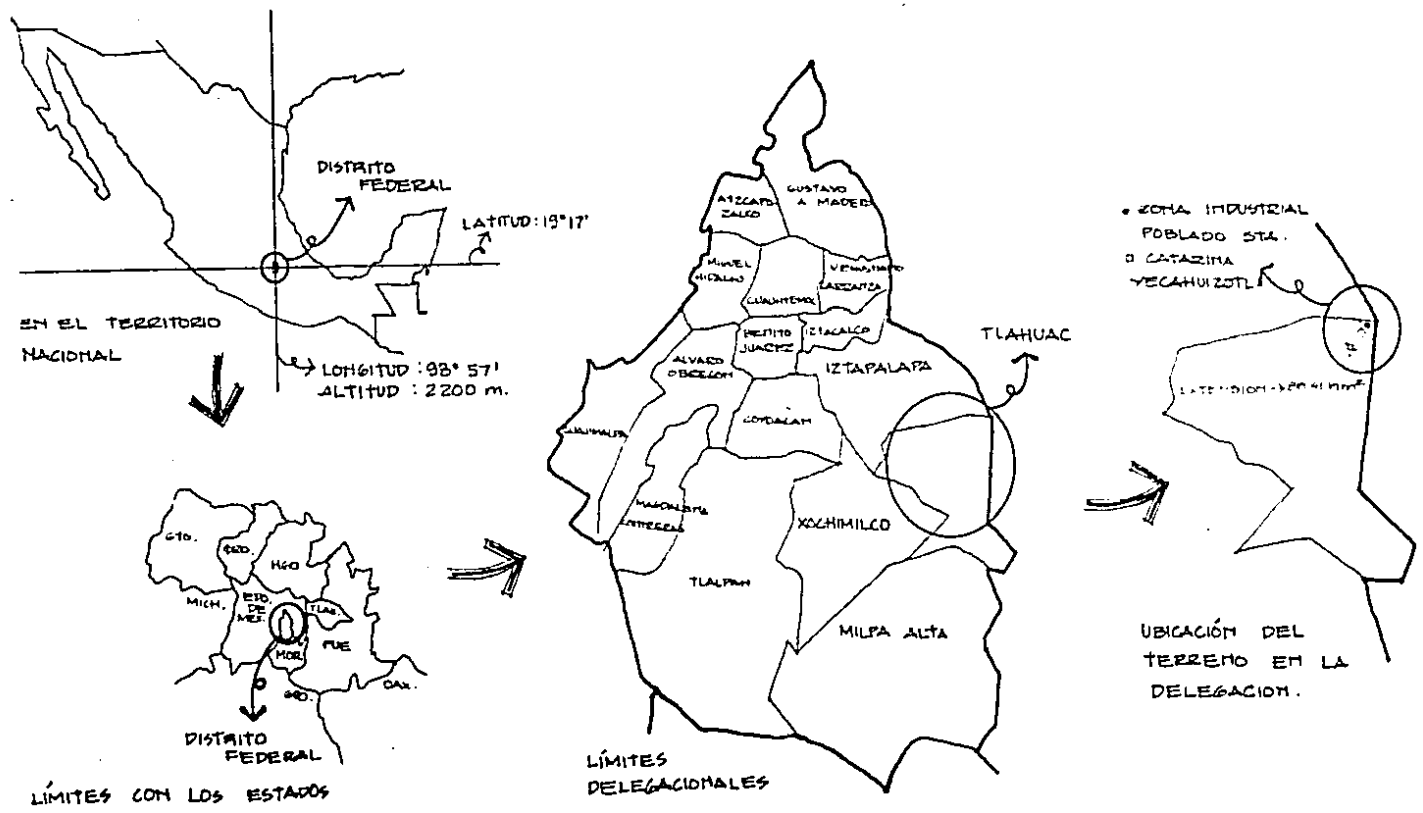 DISTRITO
FEDERAL
LATITUD: 19° 17'
EN EL TERRITORIO
NACIONAL
LONGITUD : 93° 57'
ALTITUD : 2200 m.
GTO.
QRO.
HGO
MICH.
EDO.
DE
MEX.
TLAX.
MOR
PUE
GRO.
OAX.
DISTRITO
FEDERAL
LÍMITES CON LOS ESTADOS
AZCAPO
ZALCO
GUSTAVO
A MADERO
MIGUEL
HIDALGO
CUAUHTEMOC
VENUSTIANO
CARRANZA
BENITO
JUAREZ
IZTACALCO
ALVARO
OBREGON
IZTAPALAPA
TLAHUAC
CUAJIMALPA
COYOACAN
MAGDALENA
CONTRERAS
XOCHIMILCO
TLALPAN
MILPA ALTA
LÍMITES
DELEGACIONALES
• ZONA INDUSTRIAL
POBLADO STA.
CATARINA
YECAHUIZOTL
UBICACIÓN DEL
TERRENO EN LA
DELEGACION.